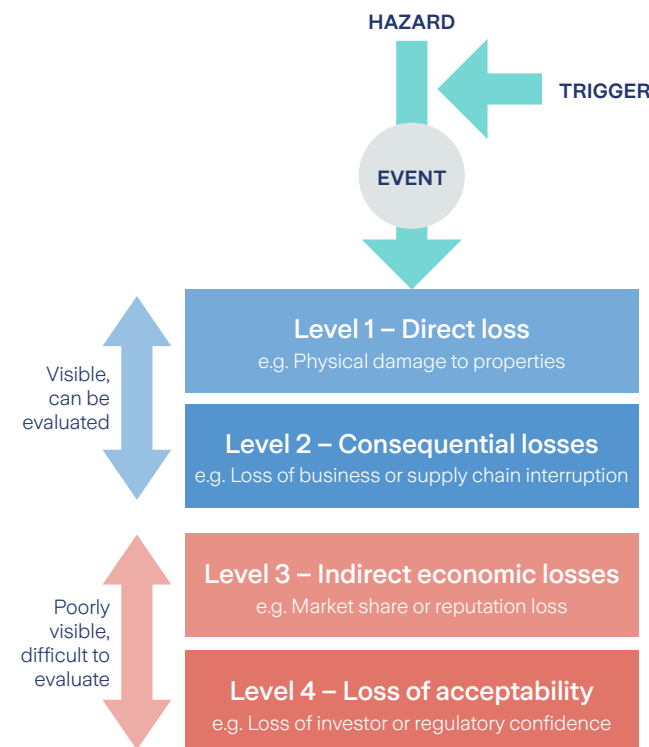 HAZARD
TRIGGER
EVENT
Level 1 – Direct loss
e.g. Physical damage to properties
Visible,
can be
evaluated
Level 2 – Consequential losses
e.g. Loss of business or supply chain interruption
Level 3 – Indirect economic losses
e.g. Market share or reputation loss
Poorly
visible,
difficult to
evaluate
Level 4 – Loss of acceptability
e.g. Loss of investor or regulatory confidence